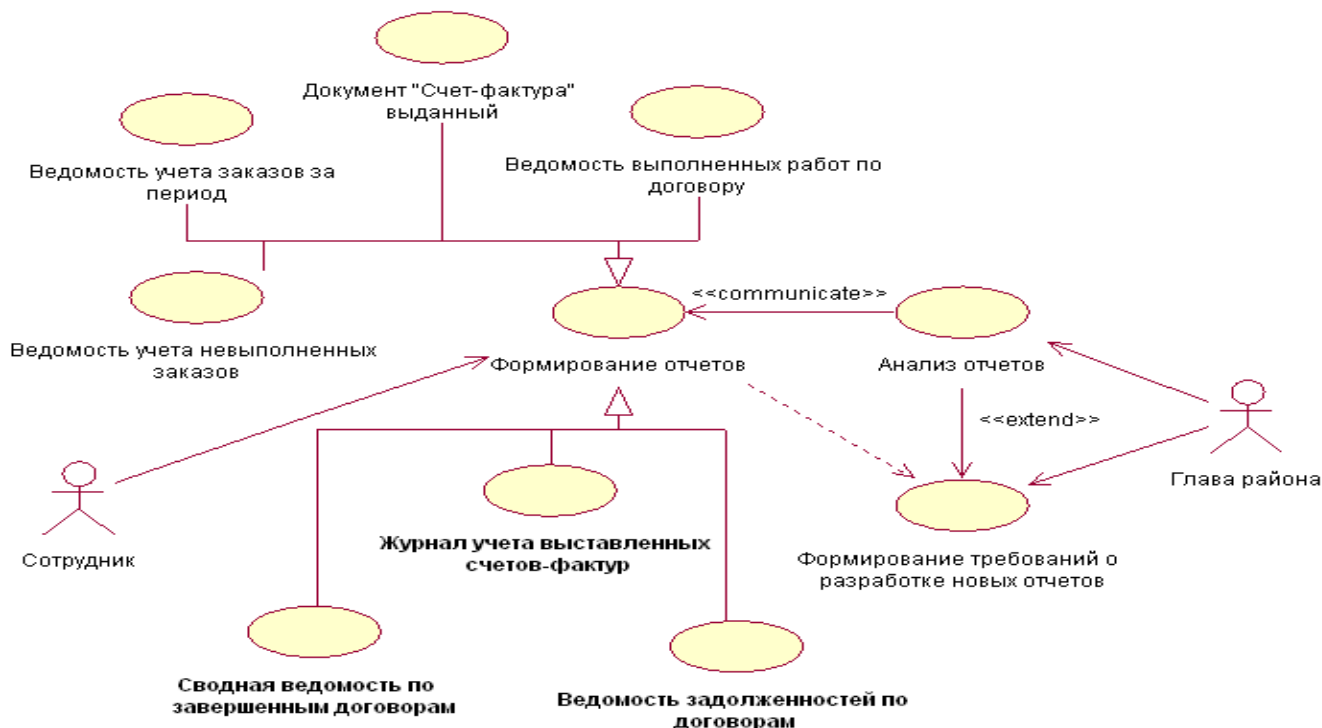 Документ "Счет-фактура"
выданный
Ведомость учета заказов за
период
Ведомость выполненных работ по
договору
<<communicate>>
Ведомость учета невыполненных
заказов
Формирование отчетов
Анализ отчетов
<<extend>>
Глава района
Сотрудник
Журнал учета выставленных
счетов-фактур
Формирование требований о
разработке новых отчетов
Сводная ведомость по
завершенным договорам
Ведомость задолженностей по
договорам